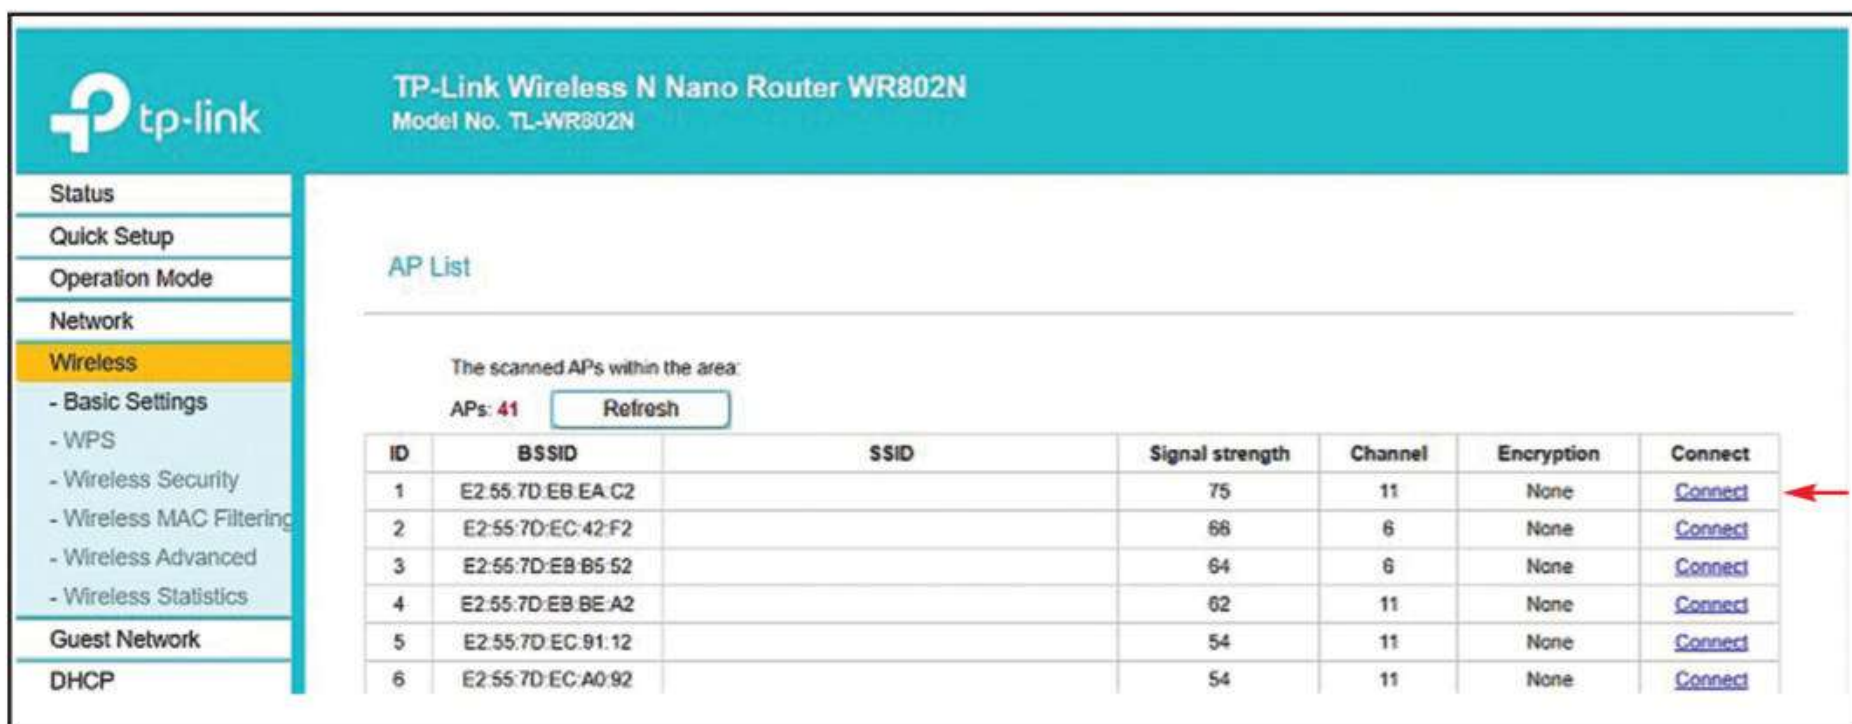 tp-link
TP-Link Wireless N Nano Router WR802N
Model No. TL-WR802N
Status
Quick Setup
Operation Mode
Network
Wireless
- Basic Settings
- WPS
- Wireless Security
- Wireless MAC Filtering
- Wireless Advanced
- Wireless Statistics
Guest Network
DHCP
AP List
The scanned APs within the area:
APs: 41 Refresh
ID BSSID SSID Signal strength Channel Encryption Connect
1 E2:55:7D:EB:EA:C2 75 11 None Connect
2 E2:55:7D:EC:42:F2 66 6 None Connect
3 E2:55:7D:EB:B5:52 64 6 None Connect
4 E2:55:7D:EB:BE:A2 62 11 None Connect
5 E2:55:7D:EC:91:12 54 11 None Connect
6 E2:55:7D:EC:A0:92 54 11 None Connect